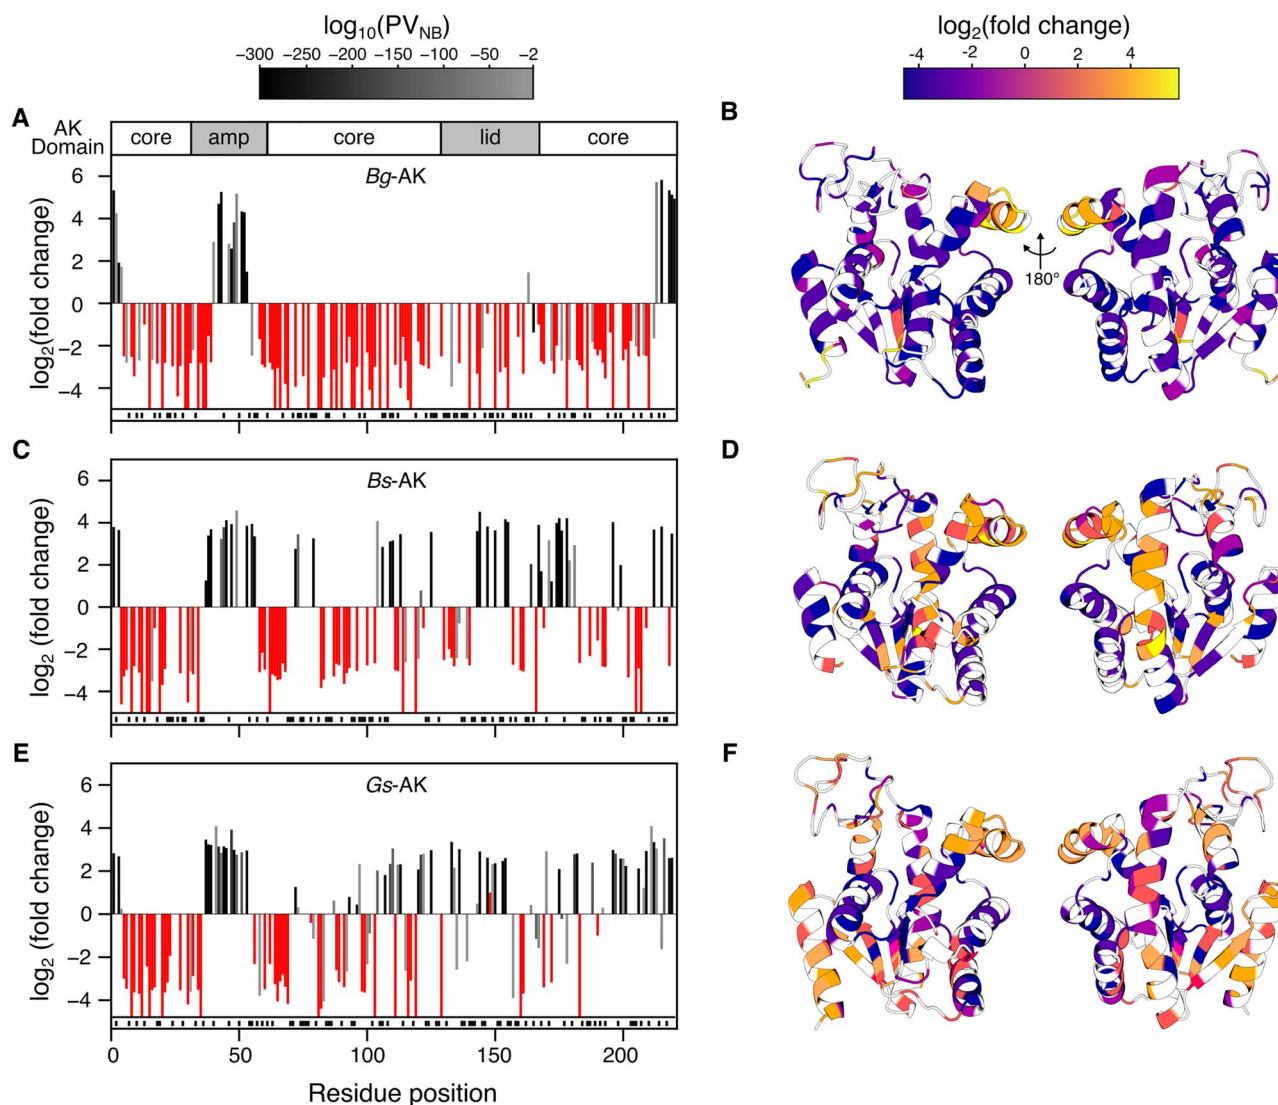 log10(PVNB)
−300 −250 −200 −150 −100 −50 −2
log2(fold change)
-4 -2 0 2 4
A
AK Domain
core amp core lid core
Bg-AK
6
4
2
0
−2
−4
log2(fold change)
B
180°
C
Bs-AK
6
4
2
0
−2
−4
log2 (fold change)
D
E
Gs-AK
6
4
2
0
−2
−4
log2 (fold change)
0 50 100 150 200
Residue position
F